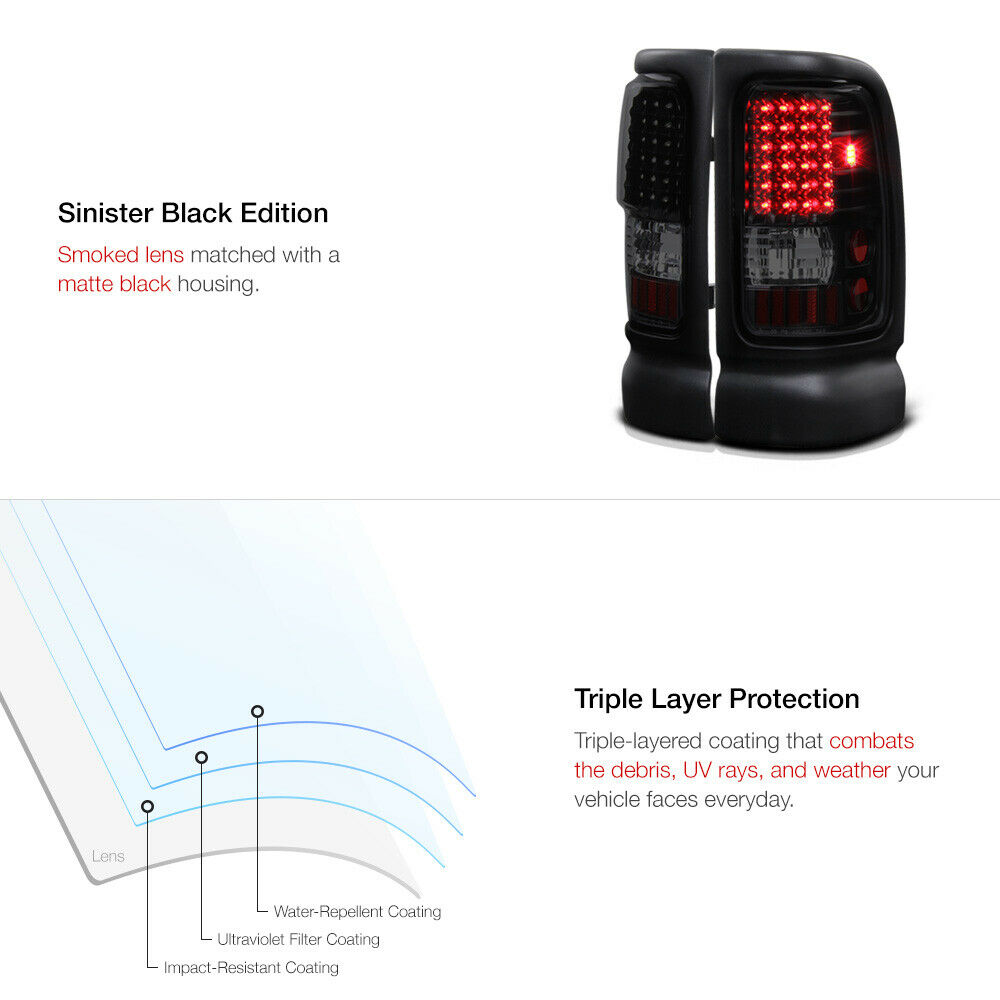 Sinister Black Edition
Smoked lens matched with a
matte black housing.
Triple Layer Protection
Triple-layered coating that combats
the debris, UV rays, and weather your
vehicle faces everyday.
Lens
Water-Repellent Coating
Ultraviolet Filter Coating
Impact-Resistant Coating